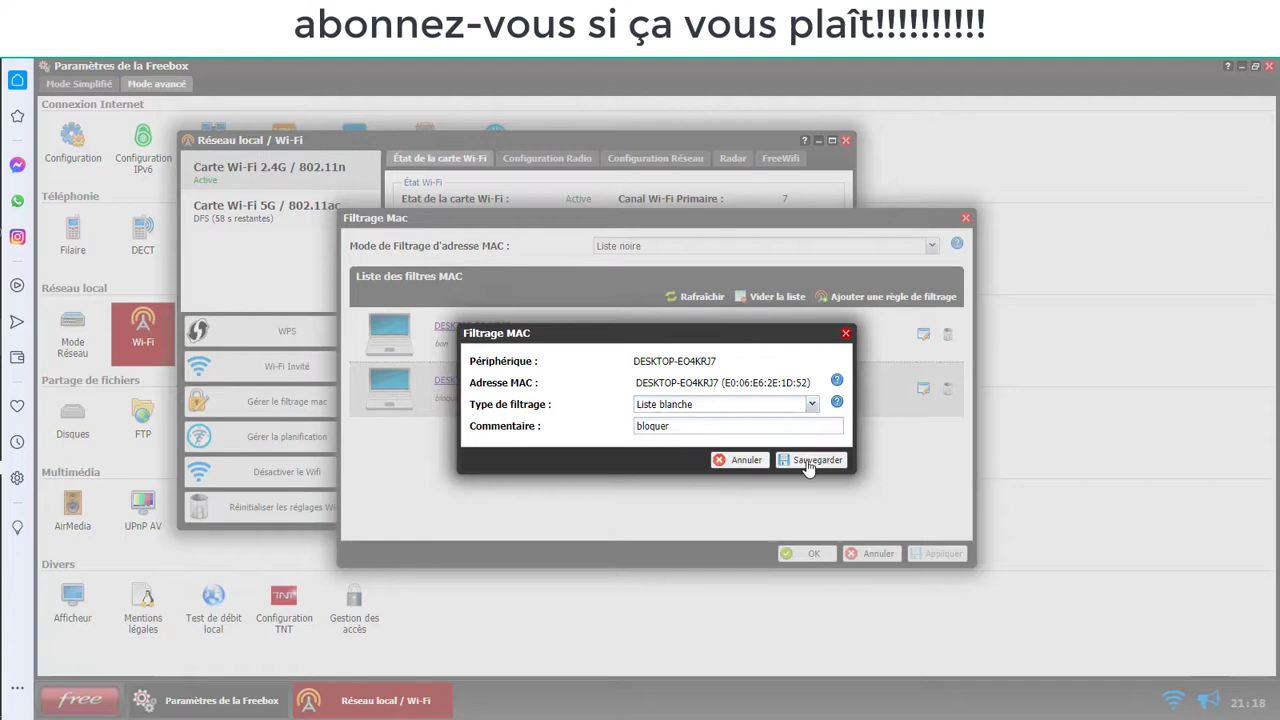 abonnez-vous si ça vous plaît!!!!!!!!!!
Paramètres de la Freebox
Mode Simplifié Mode avancé
Connexion Internet
Configuration
Configuration IPv6
Téléphonie
Filaire
DECT
Réseau local
Mode Réseau
Wi-Fi
Partage de fichiers
Disques
FTP
Multimédia
AirMedia
UPnP AV
Divers
Afficheur
Mentions légales
Test de débit local
Configuration TNT
Gestion des accès
Réseau local / Wi-Fi
Carte Wi-Fi 2.4G / 802.11n
Active
Carte Wi-Fi 5G / 802.11ac
DFS (58 s restantes)
WPS
Wi-Fi Invité
Gérer le filtrage mac
Gérer la planification
Désactiver le Wifi
Réinitialiser les réglages
État de la carte Wi-Fi Configuration Radio Configuration Réseau Radar FreeWifi
État Wi-Fi
Etat de la carte Wi-Fi : Active Canal Wi-Fi Primaire : 7
Filtrage Mac
Mode de Filtrage d'adresse MAC : Liste noire
Liste des filtres MAC
Rafraîchir Vider la liste Ajouter une règle de filtrage
Filtrage MAC
Périphérique : DESKTOP-EO4KRJ7
Adresse MAC : DESKTOP-EO4KRJ7 (E0:06:E6:2E:1D:52)
Type de filtrage : Liste blanche
Commentaire : bloquer
Annuler Sauvegarder
OK Annuler Appliquer
free Paramètres de la Freebox Réseau local / Wi-Fi 21:18